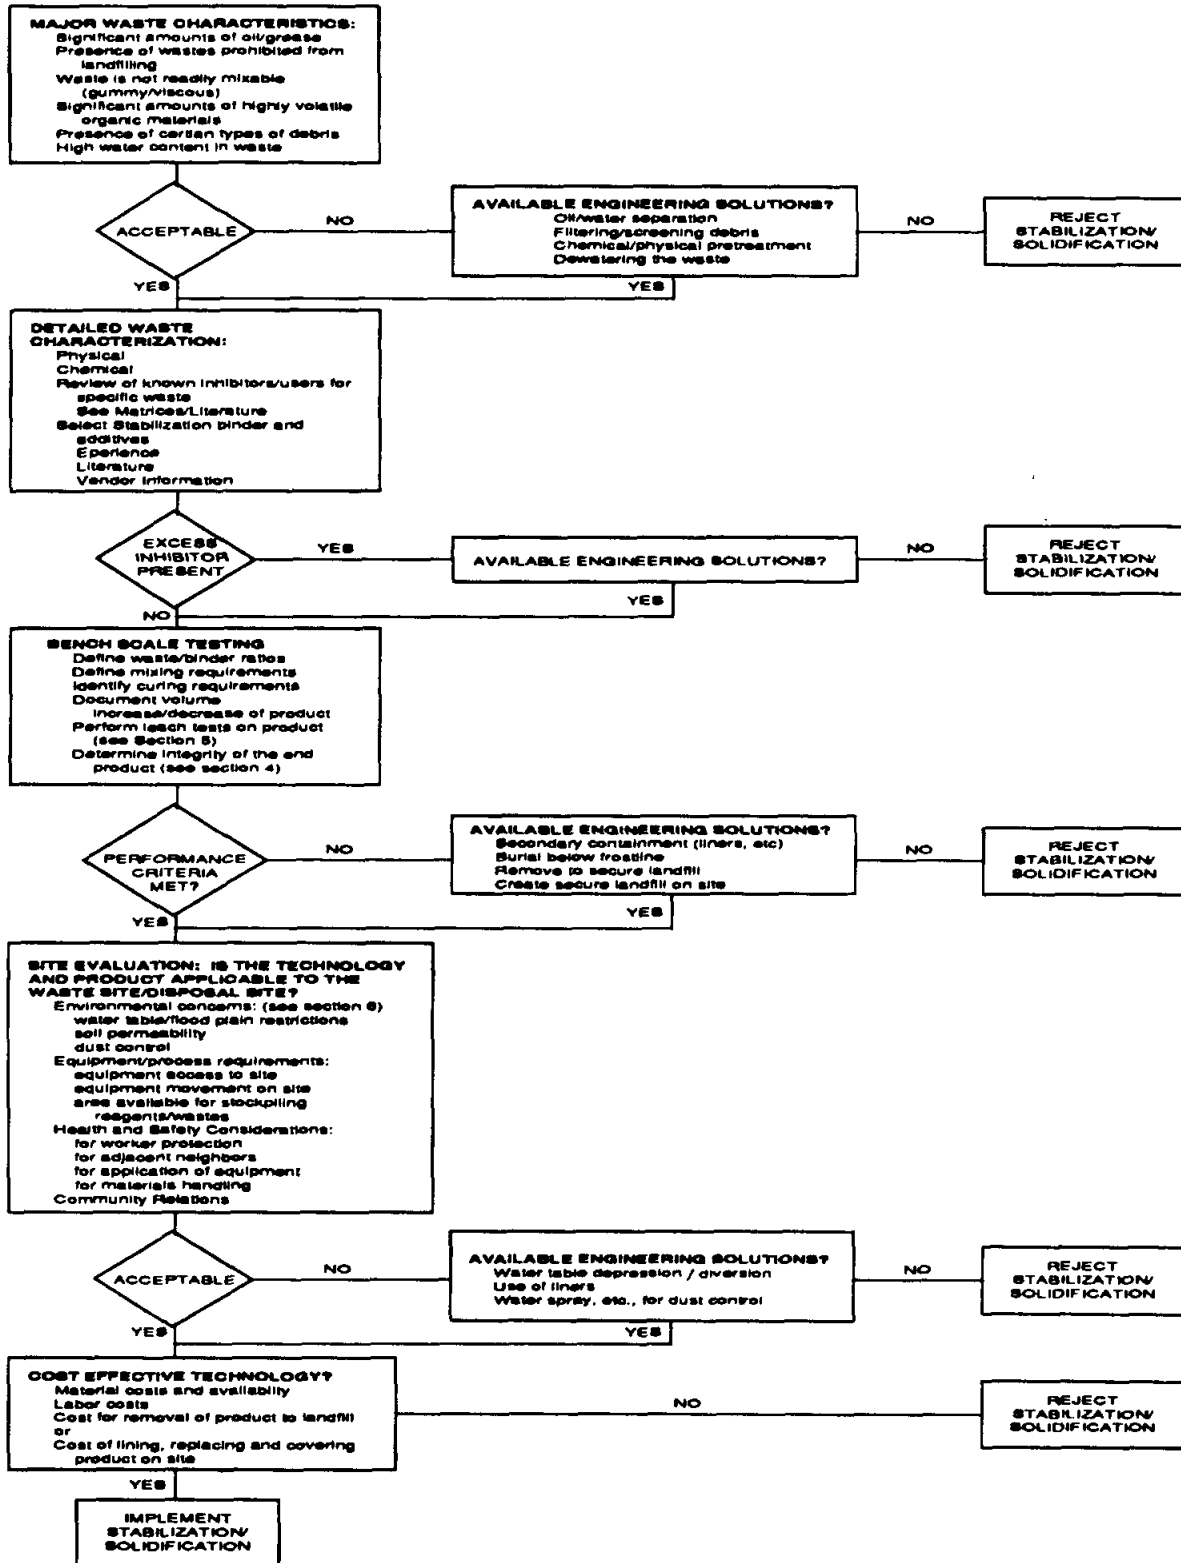 MAJOR WASTE CHARACTERISTICS:
Significant amounts of oil/grease
Presence of wastes prohibited from
landfilling
Waste is not readily mixable
(gummy/viscous)
Significant amounts of highly volatile
organic materials
Presence of certian types of debris
High water content in waste
ACCEPTABLE
NO
AVAILABLE ENGINEERING SOLUTIONS?
Oil/water separation
Filtering/screening debris
Chemical/physical pretreatment
Dewatering the waste
NO
REJECT
STABILIZATION/
SOLIDIFICATION
YES
YES
DETAILED WASTE
CHARACTERIZATION:
Physical
Chemical
Review of known inhibitors/users for
specific waste
See Matrices/Literature
Select Stabilization binder and
additives
Eperience
Literature
Vendor Information
EXCESS
INHIBITOR
PRESENT
YES
AVAILABLE ENGINEERING SOLUTIONS?
NO
REJECT
STABILIZATION/
SOLIDIFICATION
NO
YES
BENCH SCALE TESTING
Define waste/binder ratios
Define mixing requirements
Identify curing requirements
Document volume
increase/decrease of product
Perform leach tests on product
(see Section 5)
Determine integrity of the end
product (see section 4)
PERFORMANCE
CRITERIA
MET?
NO
AVAILABLE ENGINEERING SOLUTIONS?
Secondary containment (liners, etc)
Burial below frostline
Remove to secure landfill
Create secure landfill on site
NO
REJECT
STABILIZATION/
SOLIDIFICATION
YES
YES
SITE EVALUATION: IS THE TECHNOLOGY
AND PRODUCT APPLICABLE TO THE
WASTE SITE/DISPOSAL SITE?
Environmental concerns: (see section 6)
water table/flood plain restrictions
soil permeability
dust control
Equipment/process requirements:
equipment access to site
equipment movement on site
area available for stockpiling
reagents/wastes
Health and Safety Considerations:
for worker protection
for adjacent neighbors
for application of equipment
for materials handling
Community Relations
ACCEPTABLE
NO
AVAILABLE ENGINEERING SOLUTIONS?
Water table depression / diversion
Use of liners
Water spray, etc., for dust control
NO
REJECT
STABILIZATION/
SOLIDIFICATION
YES
YES
COST EFFECTIVE TECHNOLOGY?
Material costs and availablity
Labor costs
Cost for removal of product to landfill
or
Cost of lining, replacing and covering
product on site
NO
REJECT
STABILIZATION/
SOLIDIFICATION
YES
IMPLEMENT
STABILIZATION/
SOLIDIFICATION